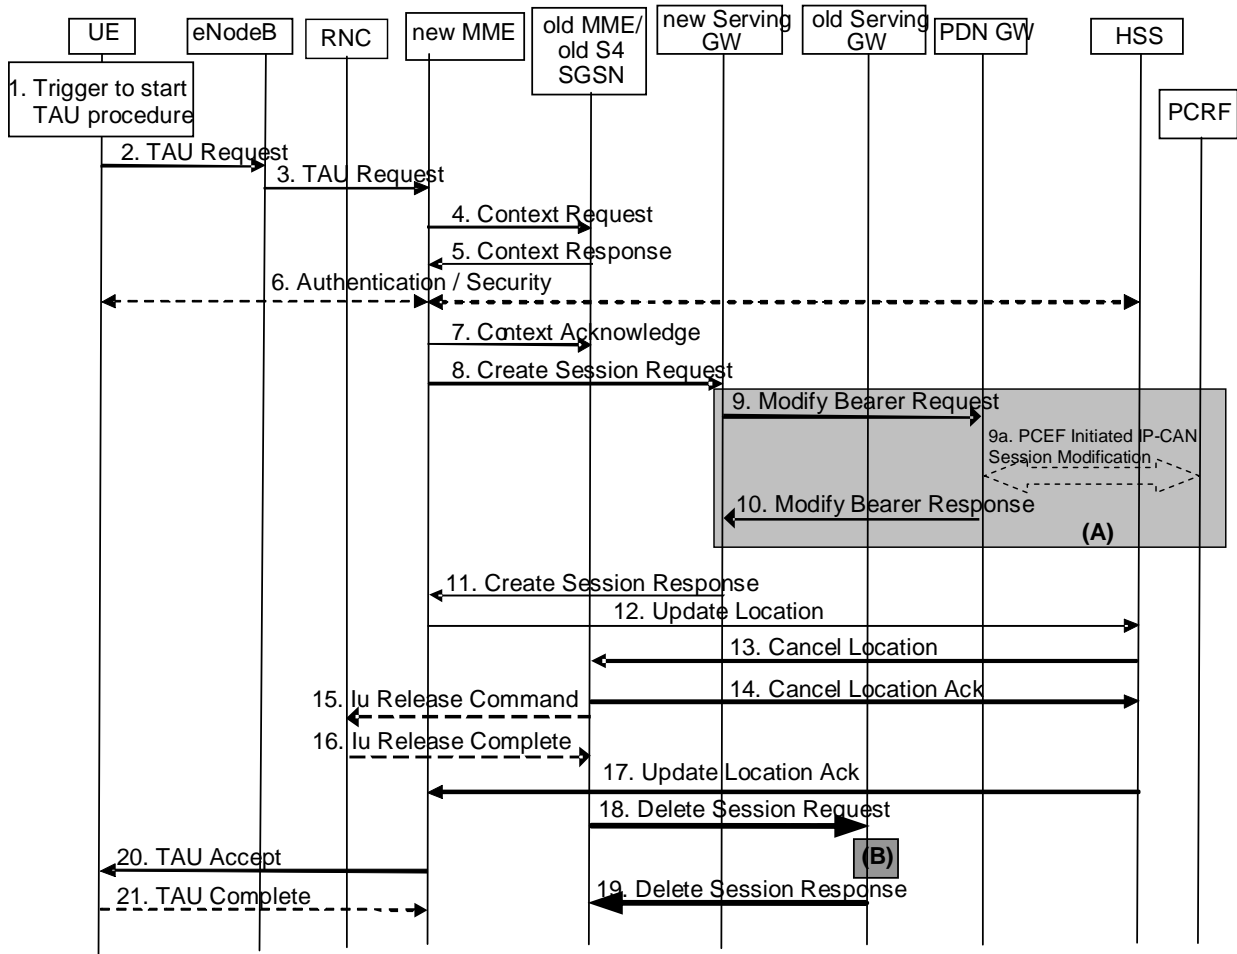 UE
eNodeB
RNC
new MME
old MME/
old S4
SGSN
new Serving
GW
old Serving
GW
PDN GW
HSS
PCRF
1. Trigger to start
TAU procedure
2. TAU Request
3. TAU Request
4. Context Request
5. Context Response
6. Authentication / Security
7. Context Acknowledge
8. Create Session Request
9. Modify Bearer Request
9a. PCEF Initiated IP-CAN
Session Modification
10. Modify Bearer Response
(A)
11. Create Session Response
12. Update Location
13. Cancel Location
14. Cancel Location Ack
15. Iu Release Command
16. Iu Release Complete
17. Update Location Ack
18. Delete Session Request
(B)
20. TAU Accept
19. Delete Session Response
21. TAU Complete